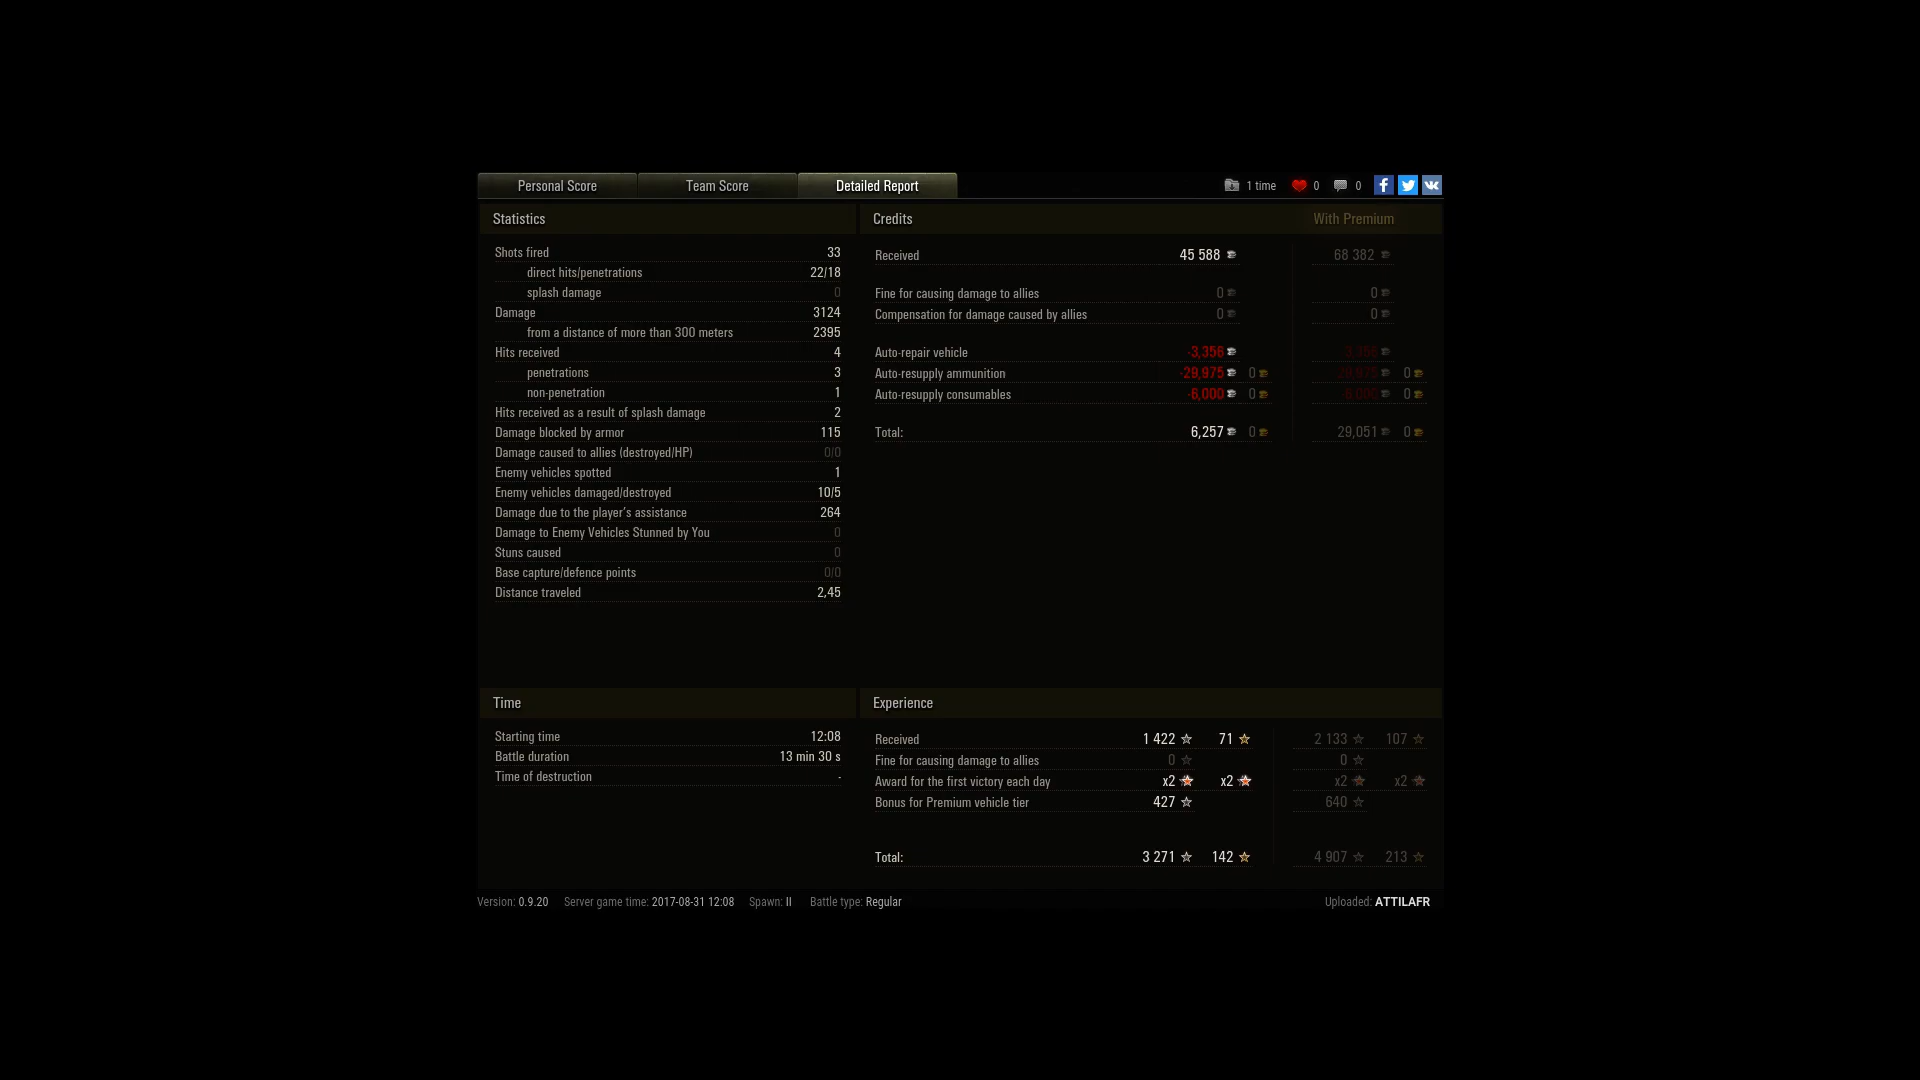 Personal Score Team Score Detailed Report 1 time 0 0
Statistics
Shots fired 33
direct hits/penetrations 22/18
splash damage 0
Damage 3124
from a distance of more than 300 meters 2395
Hits received 4
penetrations 3
non-penetration 1
Hits received as a result of splash damage 2
Damage blocked by armor 115
Damage caused to allies (destroyed/HP) 0/0
Enemy vehicles spotted 1
Enemy vehicles damaged/destroyed 10/5
Damage due to the player's assistance 264
Damage to Enemy Vehicles Stunned by You 0
Stuns caused 0
Base capture/defence points 0/0
Distance traveled 2,45
Credits With Premium
Received 45 588 68 382
Fine for causing damage to allies 0 0
Compensation for damage caused by allies 0 0
Auto-repair vehicle -3,356 -3,356
Auto-resupply ammunition -29,975 0 -29,975 0
Auto-resupply consumables -6,000 0 -6,000 0
Total: 6,257 0 29,051 0
Time
Starting time 12:08
Battle duration 13 min 30 s
Time of destruction -
Experience
Received 1 422 71 2 133 107
Fine for causing damage to allies 0 0
Award for the first victory each day x2 x2 x2 x2
Bonus for Premium vehicle tier 427 640
Total: 3 271 142 4 907 213
Version: 0.9.20 Server game time: 2017-08-31 12:08 Spawn: II Battle type: Regular Uploaded: ATTILAFR